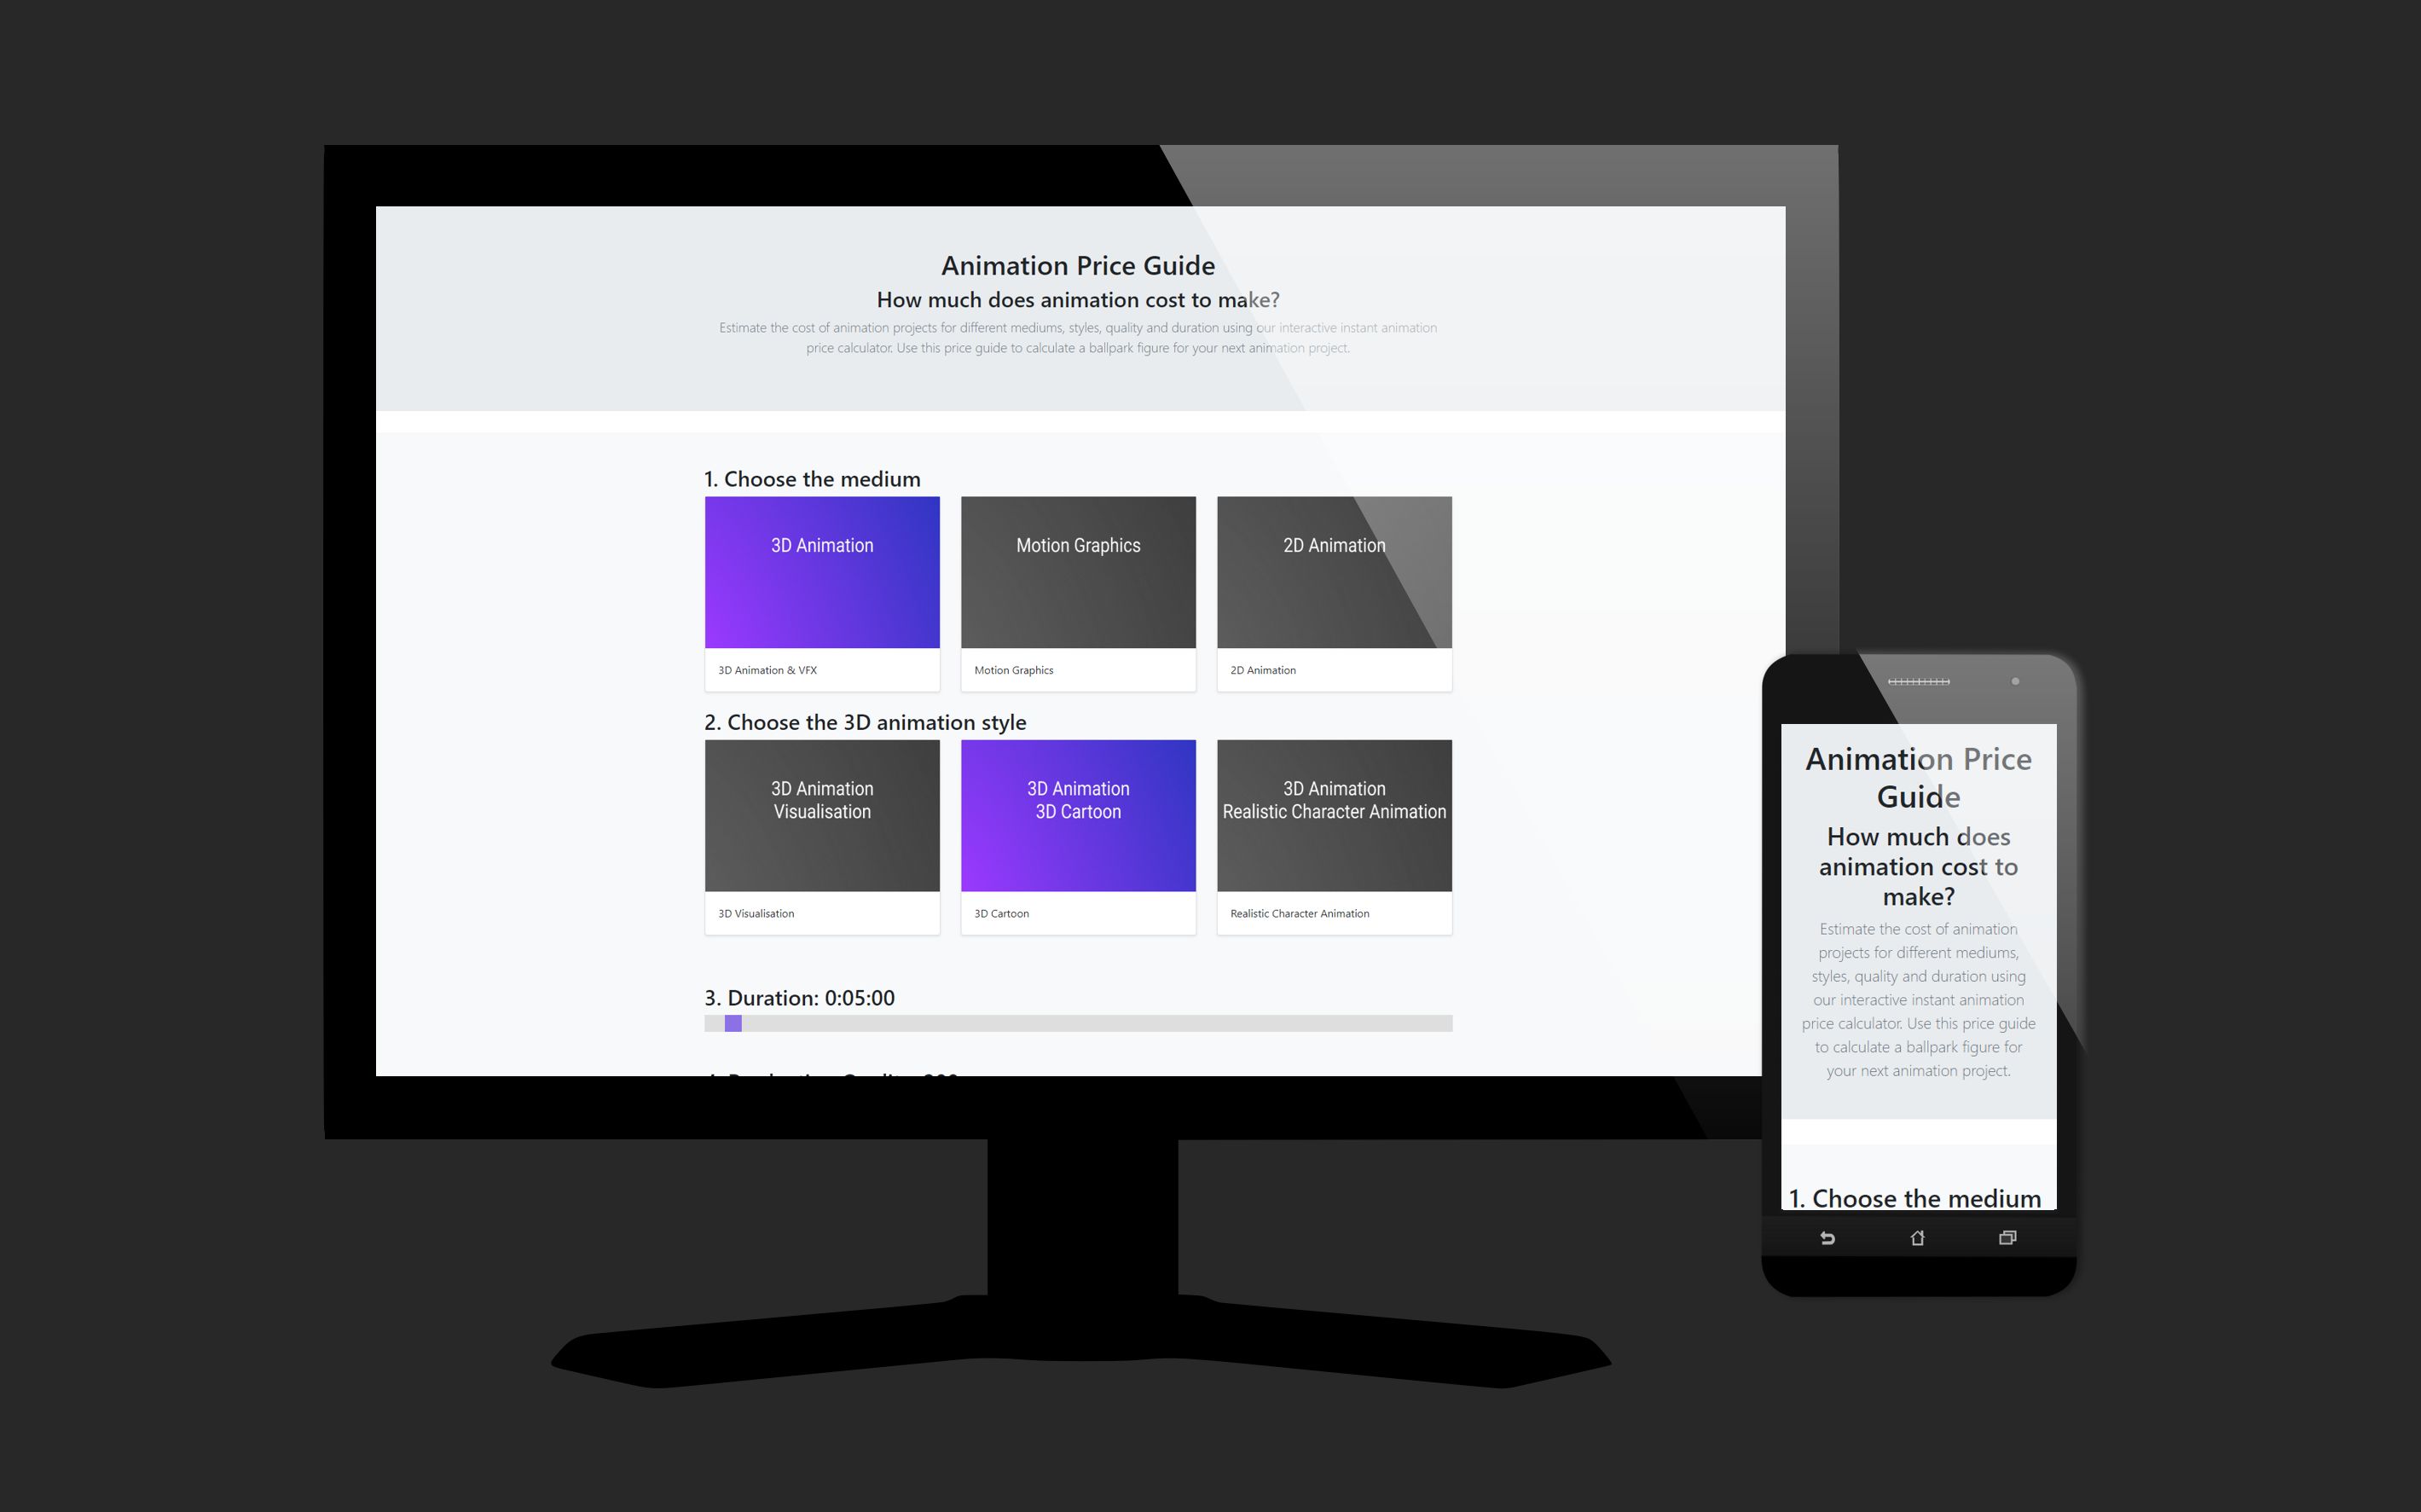 Animation Price Guide
How much does animation cost to make?
Estimate the cost of animation projects for different mediums, styles, quality and duration using our interactive instant animation
price calculator. Use this price guide to calculate a ballpark figure for your next animation project.
1. Choose the medium
3D Animation
Motion Graphics
2D Animation
3D Animation & VFX
Motion Graphics
2D Animation
2. Choose the 3D animation style
3D Animation
Visualisation
3D Animation
3D Cartoon
3D Animation
Realistic Character Animation
3D Visualisation
3D Cartoon
Realistic Character Animation
3. Duration: 0:05:00
Animation Price
Guide
How much does
animation cost to
make?
Estimate the cost of animation
projects for different mediums,
styles, quality and duration using
our interactive instant animation
price calculator. Use this price guide
to calculate a ballpark figure for
your next animation project.
1. Choose the medium